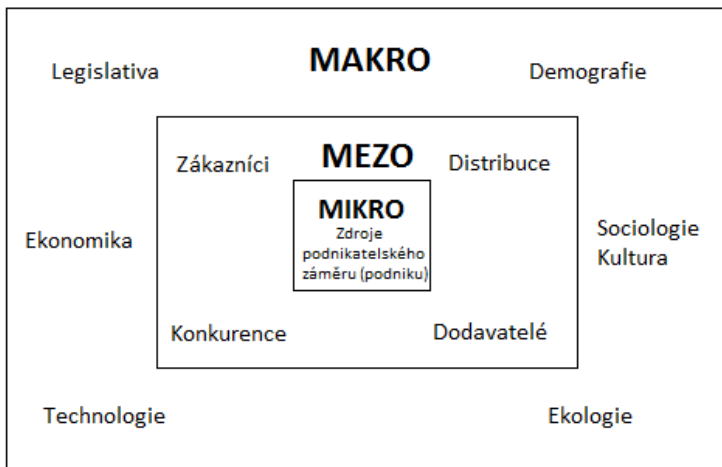 MAKRO
Legislativa
Demografie
MEZO
Zákazníci
Distribuce
MIKRO
Zdroje
podnikatelského
záměru (podniku)
Ekonomika
Sociologie
Kultura
Konkurence
Dodavatelé
Technologie
Ekologie